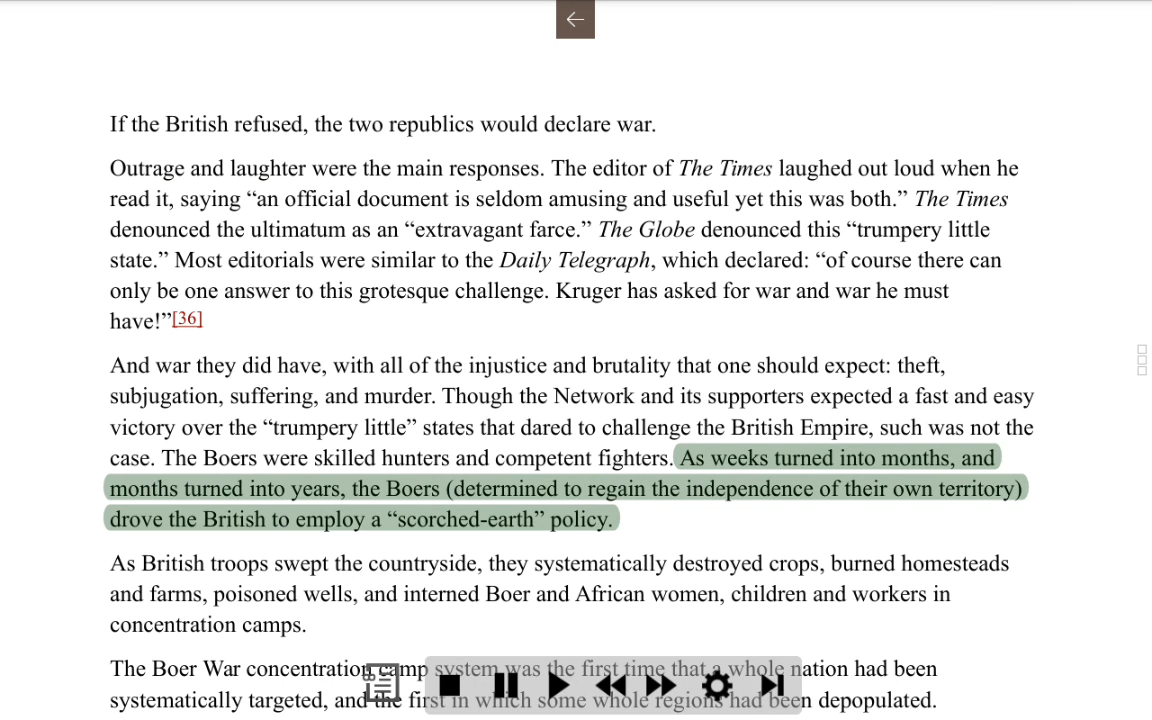 If the British refused, the two republics would declare war.
Outrage and laughter were the main responses. The editor of The Times laughed out loud when he
read it, saying “an official document is seldom amusing and useful yet this was both.” The Times
denounced the ultimatum as an “extravagant farce.” The Globe denounced this “trumpery little
state.” Most editorials were similar to the Daily Telegraph, which declared: “of course there can
only be one answer to this grotesque challenge. Kruger has asked for war and war he must
have!”[36]
And war they did have, with all of the injustice and brutality that one should expect: theft,
subjugation, suffering, and murder. Though the Network and its supporters expected a fast and easy
victory over the “trumpery little” states that dared to challenge the British Empire, such was not the
case. The Boers were skilled hunters and competent fighters. As weeks turned into months, and
months turned into years, the Boers (determined to regain the independence of their own territory)
drove the British to employ a “scorched-earth” policy.
As British troops swept the countryside, they systematically destroyed crops, burned homesteads
and farms, poisoned wells, and interned Boer and African women, children and workers in
concentration camps.
The Boer War concentration camp system was the first time that a whole nation had been
systematically targeted, and the first in which some whole regions had been depopulated.